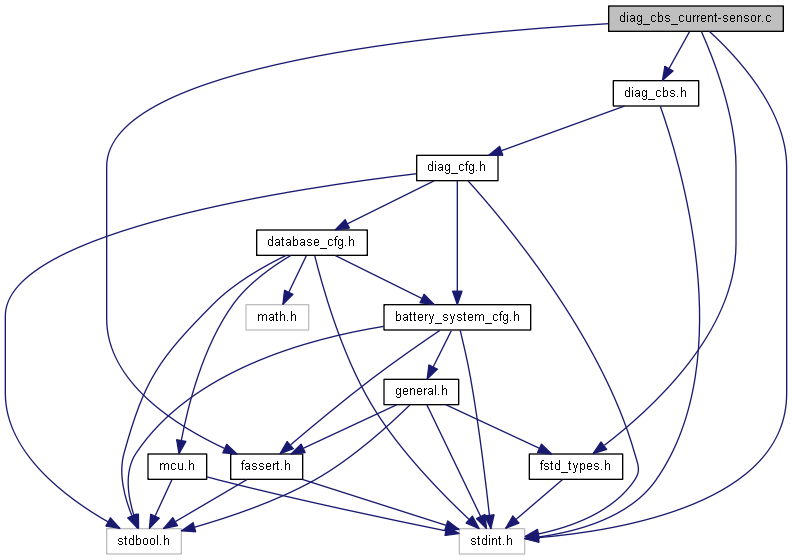 diag_cbs_current-sensor.c
diag_cbs.h
diag_cfg.h
database_cfg.h
math.h
battery_system_cfg.h
general.h
mcu.h
fassert.h
fstd_types.h
stdbool.h
stdint.h